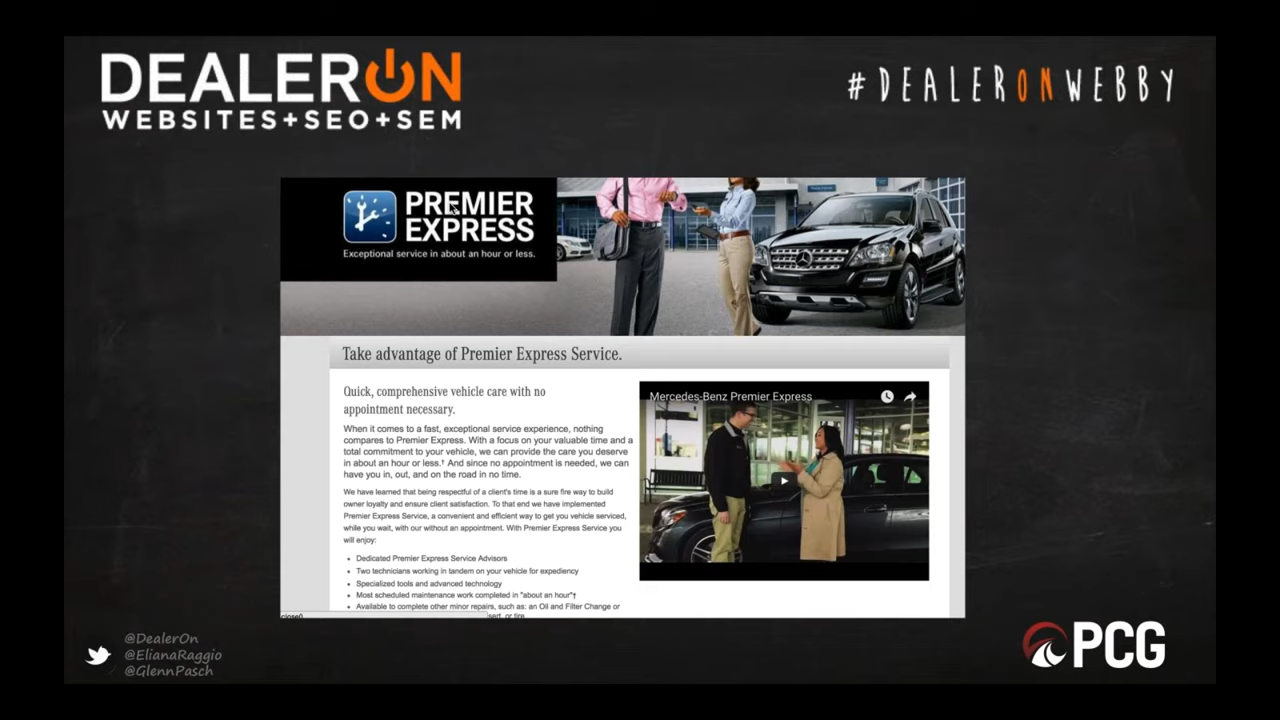 DEALERON
WEBSITES+SEO+SEM
#DEALERONWEBBY
PREMIER
EXPRESS
Exceptional service in about an hour or less.
Take advantage of Premier Express Service.
Quick, comprehensive vehicle care with no
appointment necessary.
When it comes to a fast, exceptional service experience, nothing
compares to Premier Express. With a focus on your valuable time and a
total commitment to your vehicle, we can provide the care you deserve
in about an hour or less.† And since no appointment is needed, we can
have you in, out, and on the road in no time.
We have learned that being respectful of a client's time is a sure fire way to build
owner loyalty and ensure client satisfaction. To that end we have implemented
Premier Express Service, a convenient and efficient way to get you vehicle serviced,
while you wait, with our without an appointment. With Premier Express Service you
will enjoy:
• Dedicated Premier Express Service Advisors
• Two technicians working in tandem on your vehicle for expediency
• Specialized tools and advanced technology
• Most scheduled maintenance work completed in "about an hour"†
• Available to complete other minor repairs, such as: an Oil and Filter Change or
Mercedes-Benz Premier Express
@DealerOn
@ElianaRaggio
@GlennPasch
PCG